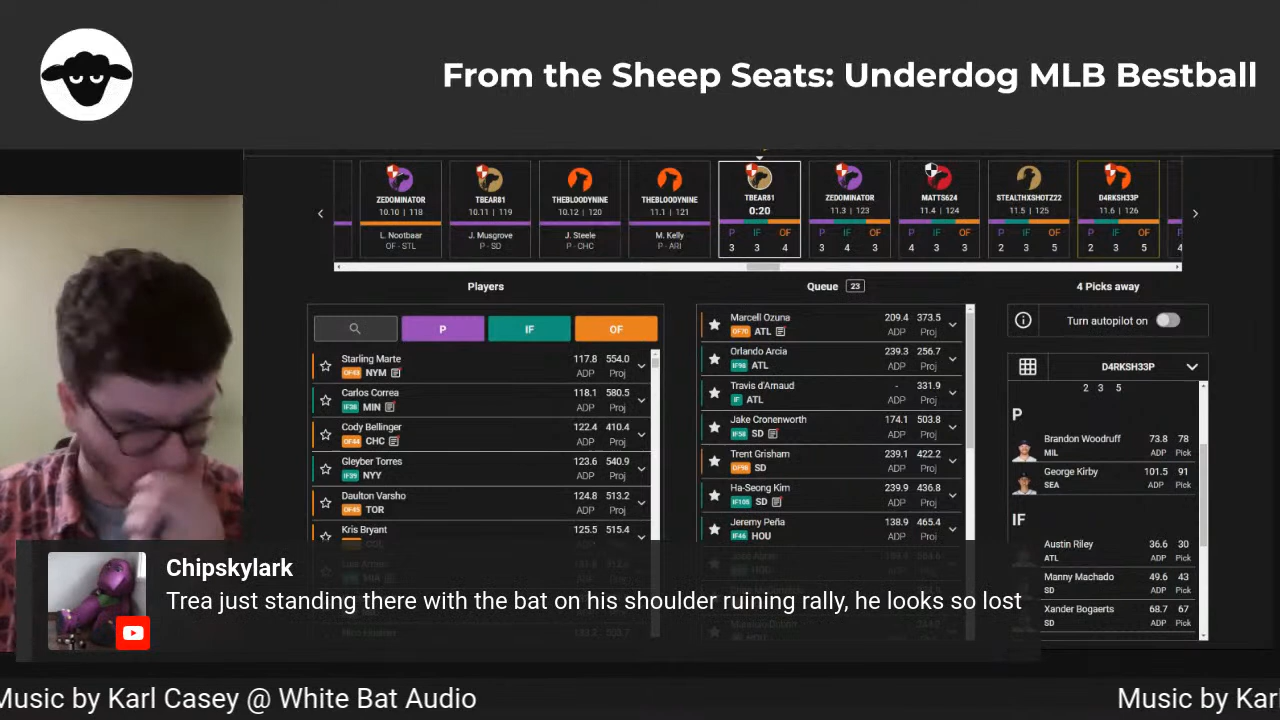 From the Sheep Seats: Underdog MLB Bestball
ZEDOMINATOR
10.10 | 118
L. Nootbaar
OF · STL
TBEAR81
10.11 | 119
J. Musgrove
P · SD
THEBLOODYNINE
10.12 | 120
J. Steele
P · CHC
THEBLOODYNINE
11.1 | 121
M. Kelly
P · ARI
TBEAR81
0:20
P IF OF
3 3 4
ZEDOMINATOR
11.3 | 123
P IF OF
3 4 3
MATTS624
11.4 | 124
P IF OF
4 3 3
STEALTHXSHOTZ22
11.5 | 125
P IF OF
2 3 5
D4RKSH33P
11.6 | 126
P IF OF
2 3 5
Players
P IF OF
Starling Marte 117.8 554.0
OF43 NYM ADP Proj
Carlos Correa 118.1 580.5
MIN ADP Proj
Cody Bellinger 122.4 410.4
OF44 CHC ADP Proj
Gleyber Torres 123.6 540.9
IF39 NYY ADP Proj
Daulton Varsho 124.8 513.2
OF45 TOR ADP Proj
Kris Bryant 125.5 515.4
Queue 23
Marcell Ozuna 209.4 373.5
OF70 ATL ADP Proj
Orlando Arcia 239.3 256.7
IF98 ATL ADP Proj
Travis d'Arnaud - 331.9
IF ATL ADP Proj
Jake Cronenworth 174.1 503.8
IF58 SD ADP Proj
Trent Grisham 239.1 422.2
OF98 SD ADP Proj
Ha-Seong Kim 239.9 436.8
IF105 SD ADP Proj
Jeremy Peña 138.9 465.4
IF46 HOU ADP Proj
4 Picks away
Turn autopilot on
D4RKSH33P
2 3 5
P
Brandon Woodruff 73.8 78
MIL ADP Pick
George Kirby 101.5 91
SEA ADP Pick
IF
Austin Riley 36.6 30
ATL ADP Pick
Manny Machado 49.6 43
SD ADP Pick
Xander Bogaerts 68.7 67
SD ADP Pick
Chipskylark
Trea just standing there with the bat on his shoulder ruining rally, he looks so lost
Music by Karl Casey @ White Bat Audio
Music by Karl